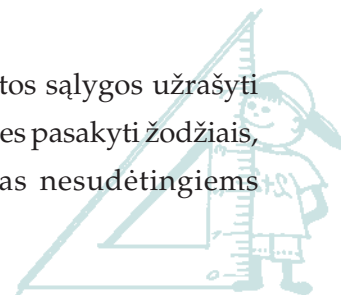 tos sąlygos užrašyti
es pasakyti žodžiais,
as nesudėtingiems